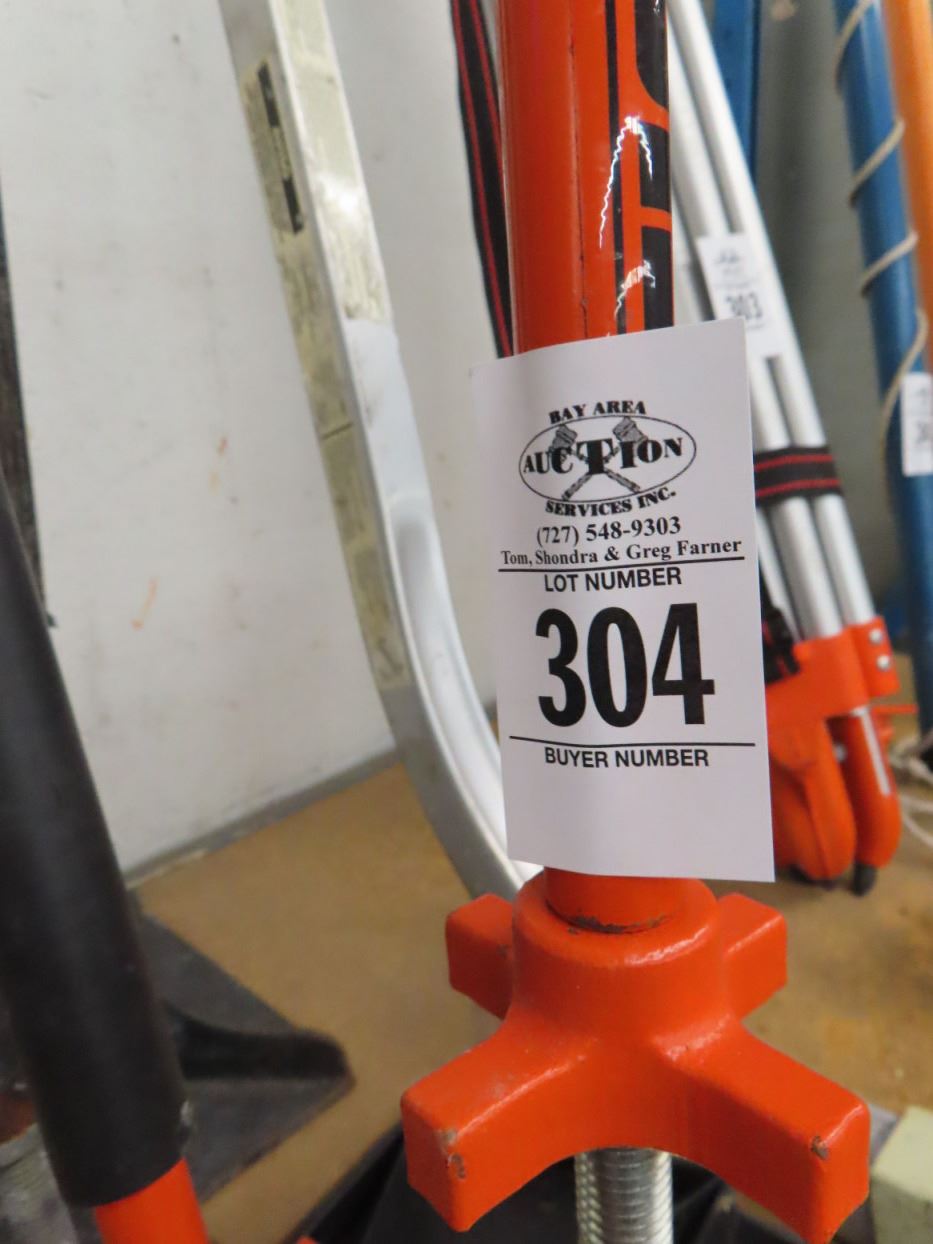 BAY AREA
AUCTION
SERVICES INC.
(727) 548-9303
Tom, Shondra & Greg Farner
LOT NUMBER
304
BUYER NUMBER
303